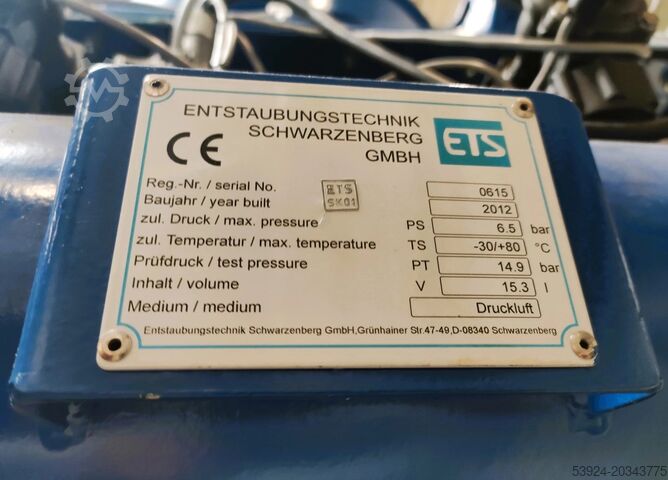 ENTSTAUBUNGSTECHNIK
SCHWARZENBERG
GMBH
ETS
CE
Reg.-Nr. / serial No. ETS SK01 0615
Baujahr / year built 2012
zul. Druck / max. pressure PS 6.5 bar
zul. Temperatur / max. temperature TS -30/+80 °C
Prüfdruck / test pressure PT 14.9 bar
Inhalt / volume V 15.3 l
Medium / medium Druckluft
Entstaubungstechnik Schwarzenberg GmbH,Grünhainer Str.47-49,D-08340 Schwarzenberg
53924-20343775